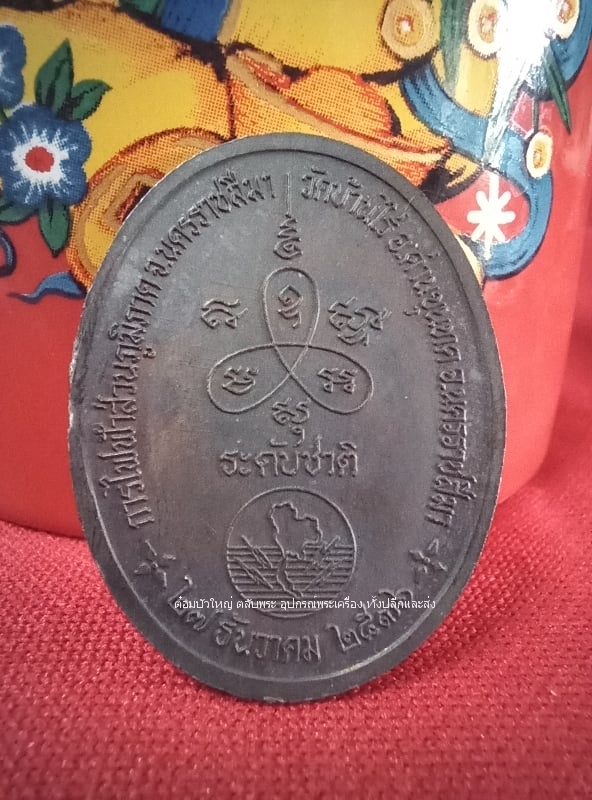 การไฟฟ้าส่วนภูมิภาค จ.นครราชสีมา
วัดบ้านไร่ อ.ด่านขุนทด จ.นครราชสีมา
ระดับชาติ
๒๗ ธันวาคม ๒๕๓๖
ค้อมบัวใหญ่ ตลับพระ อุปกรณพระเครื่อง ทั้งปลีกและส่ง